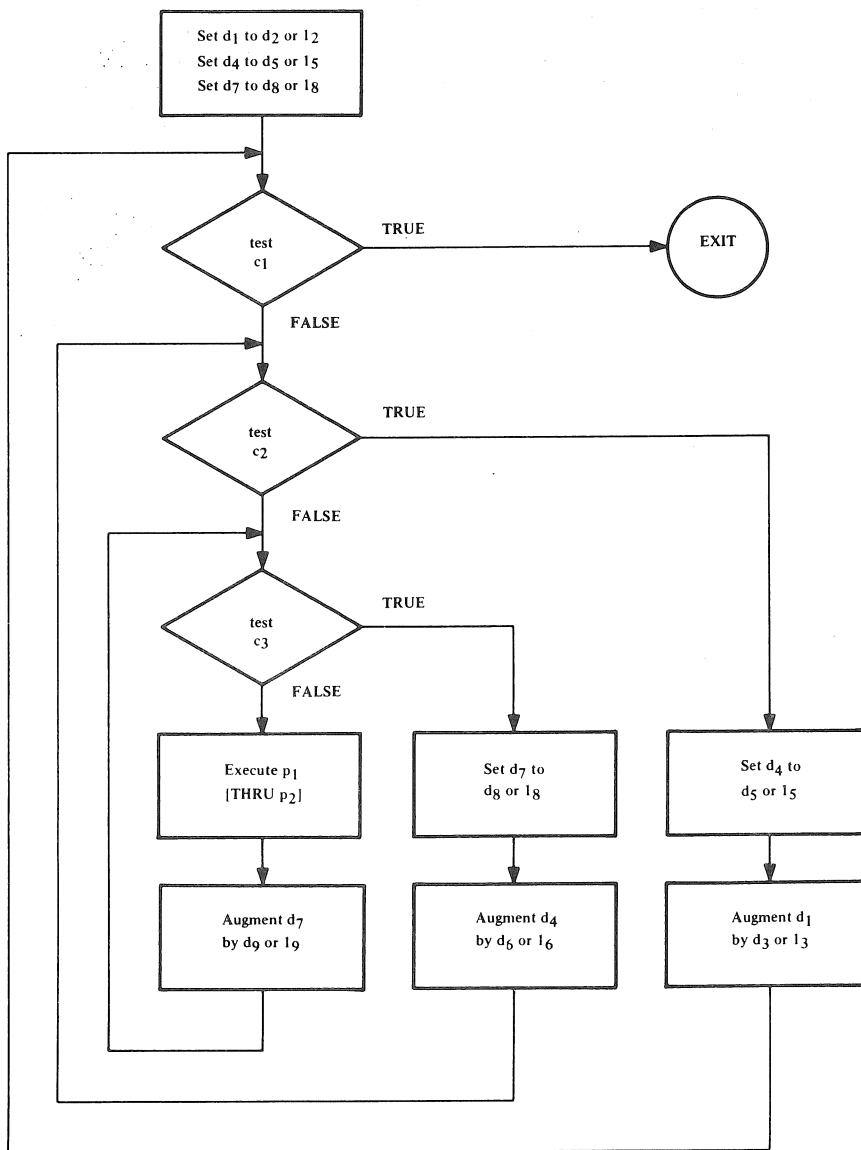 Set d₁ to d₂ or l₂
Set d₄ to d₅ or l₅
Set d₇ to d₈ or l₈
test
c₁
TRUE
EXIT
FALSE
test
c₂
TRUE
FALSE
test
c₃
TRUE
FALSE
Execute p₁
[THRU p₂]
Set d₇ to
d₈ or l₈
Set d₄ to
d₅ or l₅
Augment d₇
by d₉ or l₉
Augment d₄
by d₆ or l₆
Augment d₁
by d₃ or l₃